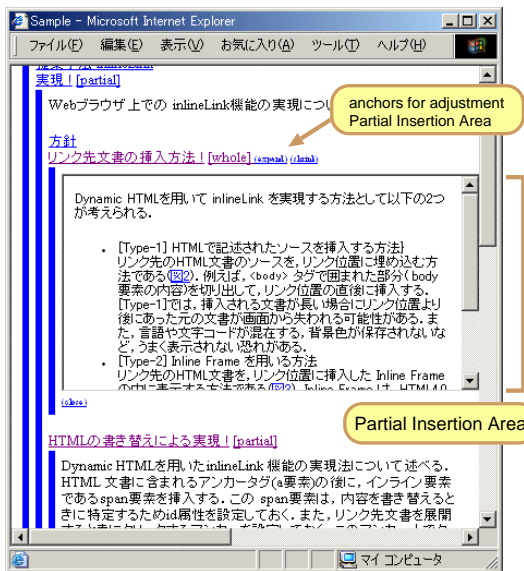 Sample - Microsoft Internet Explorer
ファイル(F) 編集(E) 表示(V) お気に入り(A) ツール(T) ヘルプ(H)
実現！[partial]
Webブラウザ上での inlineLink機能の実現につい
anchors for adjustment
Partial Insertion Area
方針
リンク先文書の挿入方法！[whole] (expand) (shrink)
Dynamic HTMLを用いて inlineLink を実現する方法として以下の2つ
が考えられる.
• [Type-1] HTMLで記述されたソースを挿入する方法}
リンク先のHTML文書のソースを, リンク位置に埋め込む方
法である(図2). 例えば, <body> タグで囲まれた部分( body
要素の内容)を切り出して, リンク位置の直後に挿入する.
[Type-1]では, 挿入される文書が長い場合にリンク位置より
後にあった元の文書が画面から失われる可能性がある. ま
た, 言語や文字コードが混在する, 背景色が保存されないな
ど, うまく表示されない恐れがある.
• [Type-2] Inline Frame を用いる方法
リンク先のHTML文書を, リンク位置に挿入した Inline Frame
の中に表示する方法である(図3). Inline Frame は, HTML4.0
(close)
Partial Insertion Area
HTMLの書き替えによる実現！[partial]
Dynamic HTMLを用いたinlineLink 機能の実現法について述べる.
HTML 文書に含まれるアンカータグ(a要素)の後に, インライン要素
であるspan要素を挿入する. この span要素は, 内容を書き替えると
きに特定するためid属性を設定しておく. また, リンク先文書を展開
マイ コンピュータ